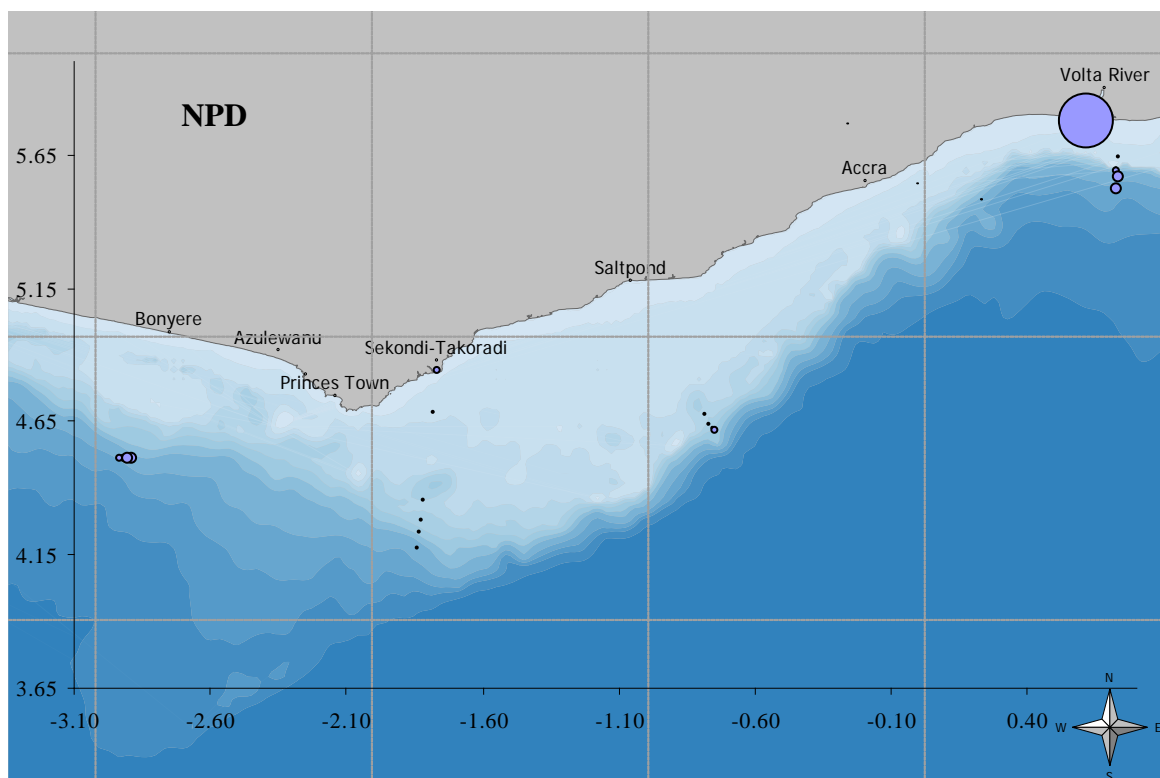 Volta River
NPD
5.65
Accra
Saltpond
5.15
Bonyere
Azulewanu
Sekondi-Takoradi
Princes Town
4.65
4.15
3.65
N
-3.10 -2.60 -2.10 -1.60 -1.10 -0.60 -0.10 0.40
W E
S